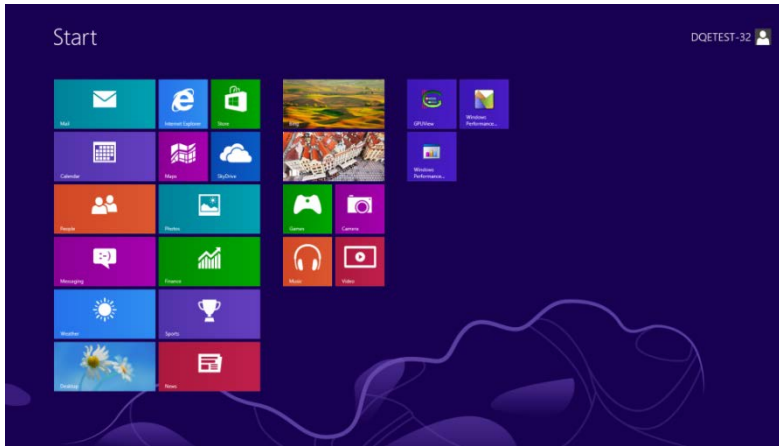 Start
DQETEST-32
Mail
Internet Explorer
Store
Calendar
Maps
SkyDrive
People
Photos
Messaging
Finance
Weather
Sports
Desktop
News
Bing
Games
Camera
Music
Video
GPUView
Windows
Performance...
Windows
Performance...